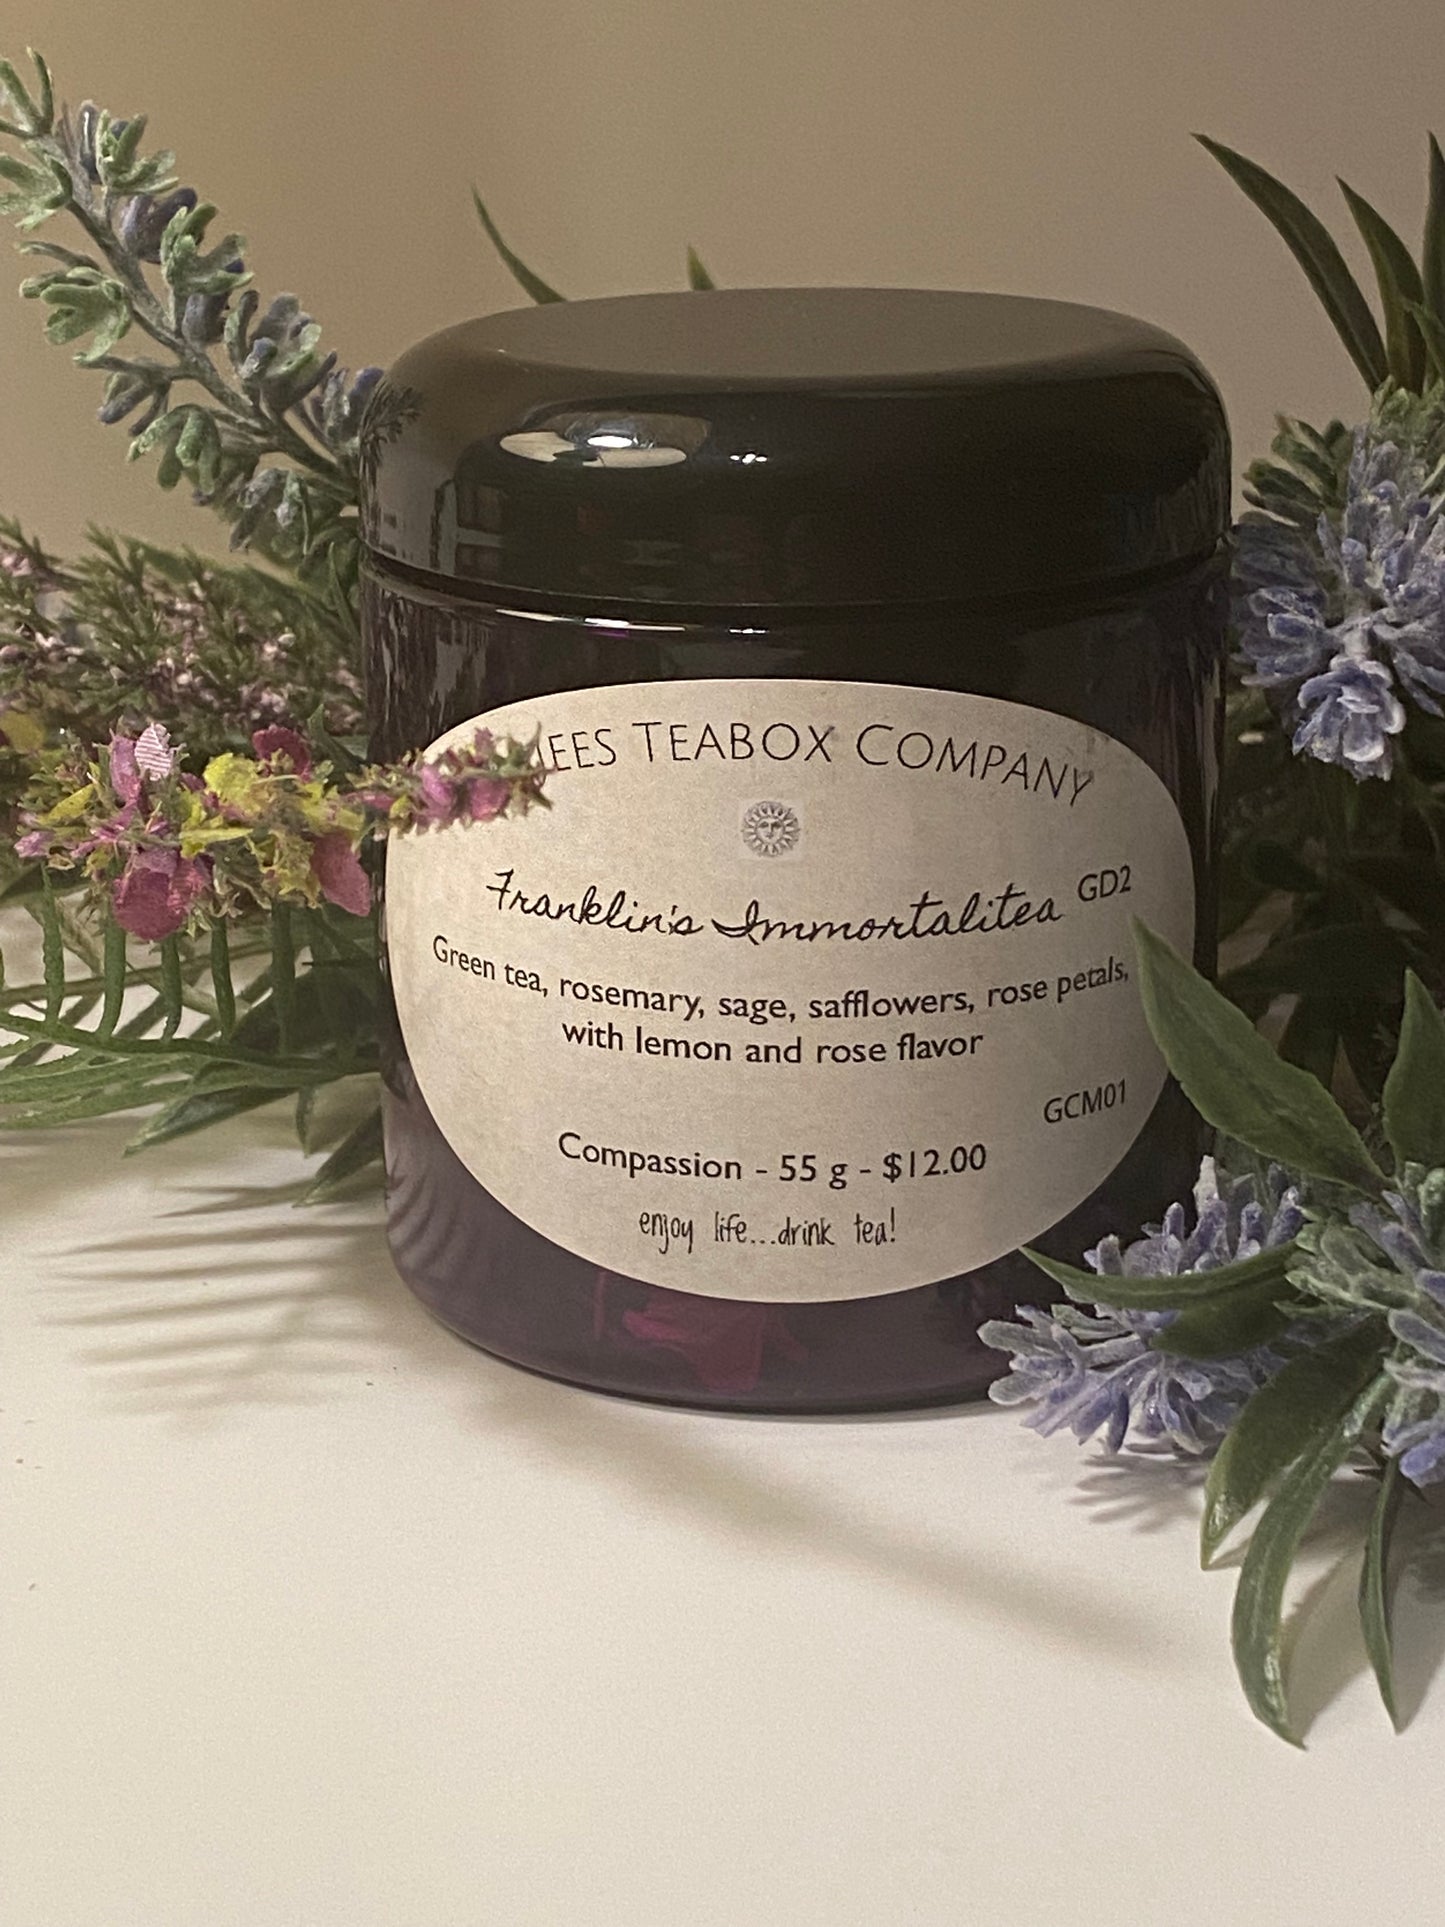 TEABOX COMPANY
Franklin's Immortalitea GD2
Green tea, rosemary, sage, safflowers, rose petals,
with lemon and rose flavor
GCM01
Compassion - 55 g - $12.00
enjoy life...drink tea!